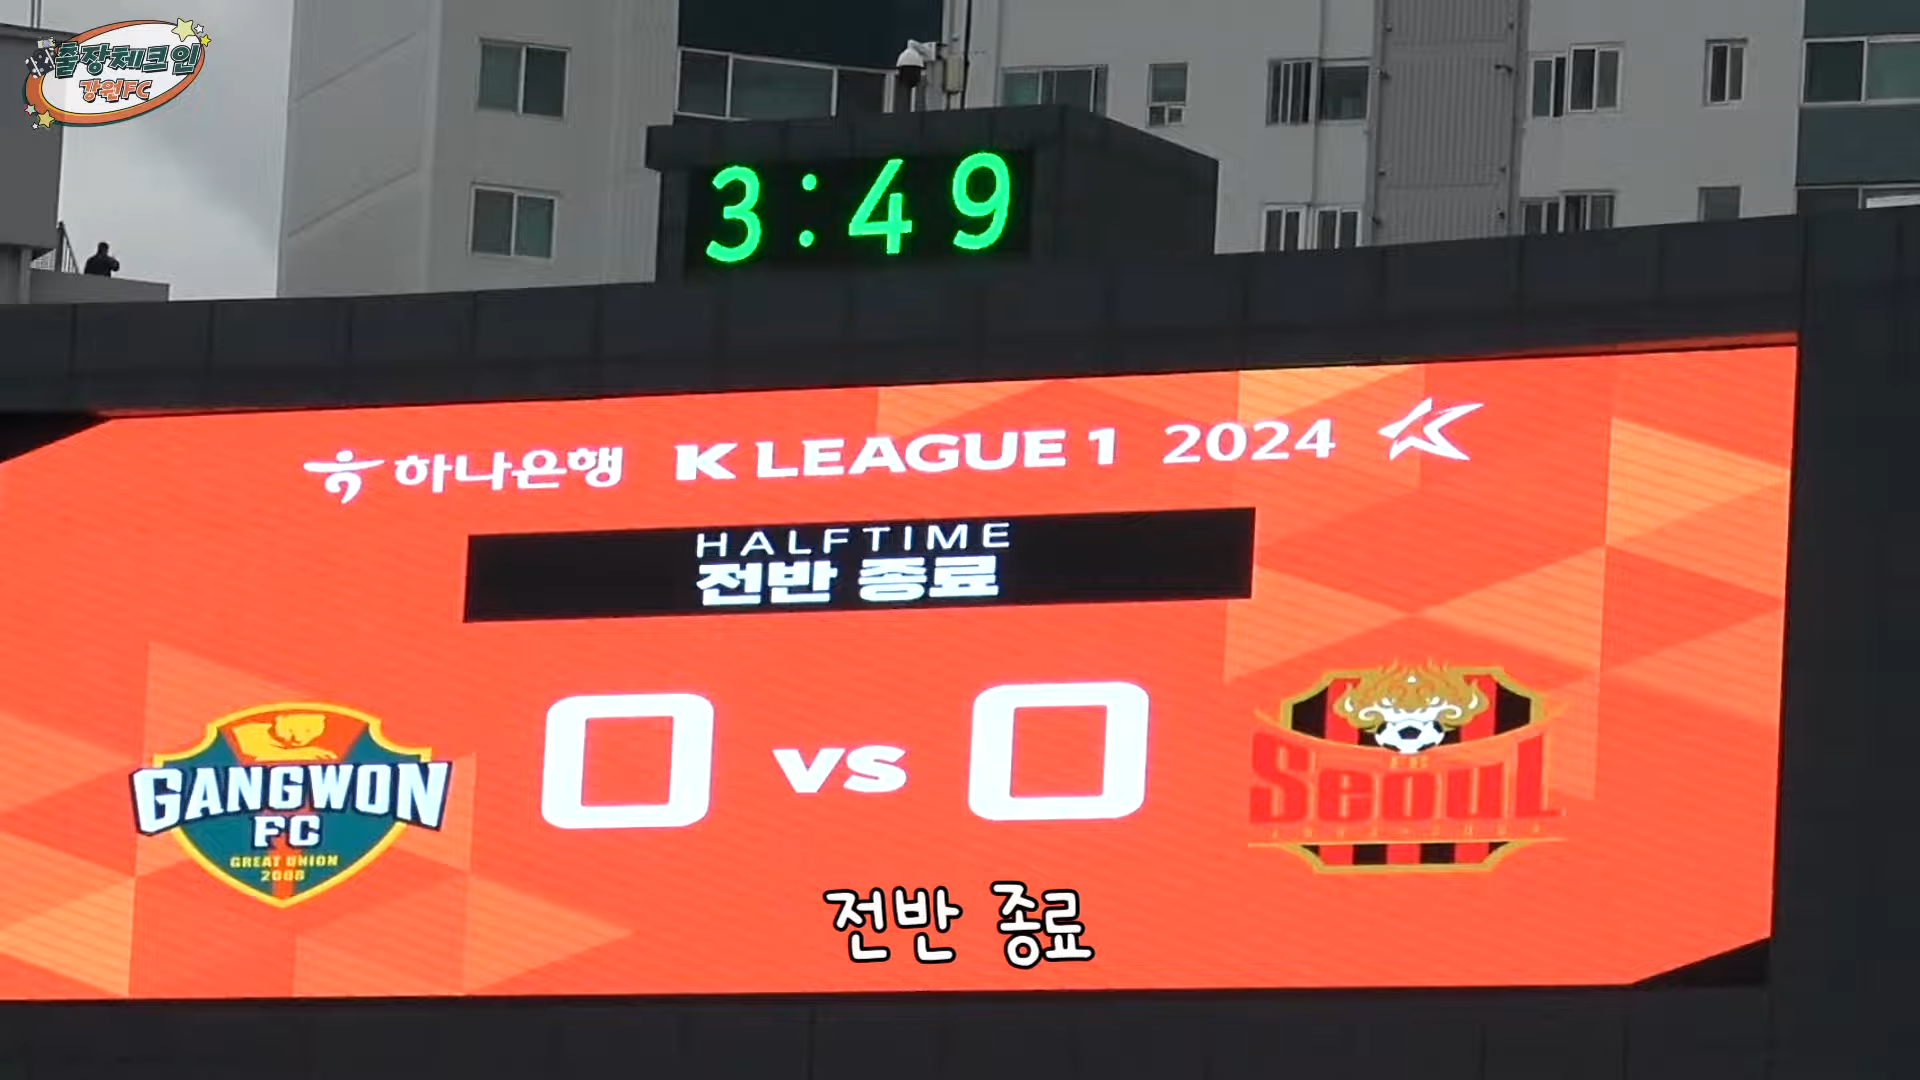 출장체크인
강원FC
3:49
하나은행 K LEAGUE 1 2024
HALFTIME
전반 종료
0 vs 0
GANGWON
FC
GREAT UNION
2008
FC
SEOUL
전반 종료